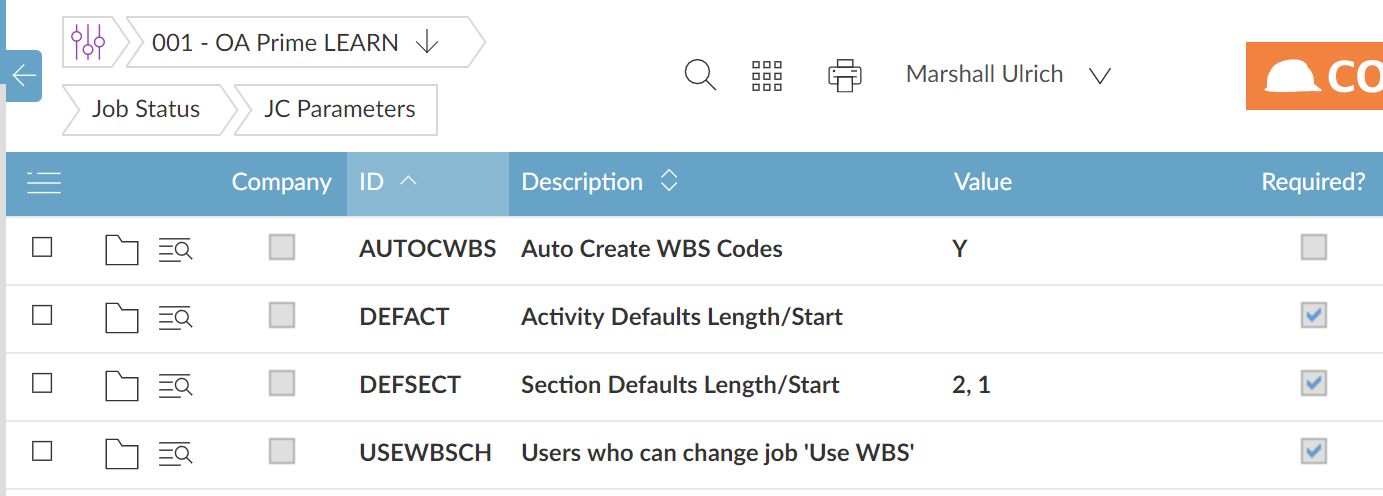 001 - OA Prime LEARN
Job Status JC Parameters
Marshall Ulrich
CO
Company ID Description Value Required?
AUTOCWBS Auto Create WBS Codes Y
DEFACT Activity Defaults Length/Start
DEFSECT Section Defaults Length/Start 2, 1
USEWBSCH Users who can change job 'Use WBS'